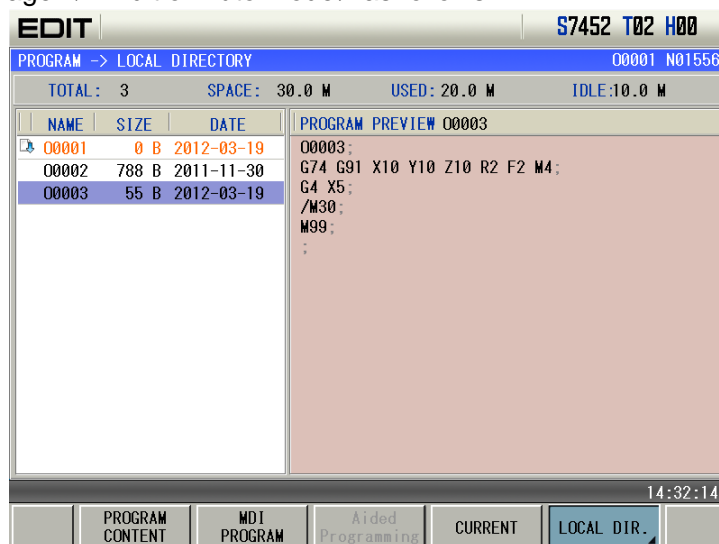 EDIT S7452 T02 H00
PROGRAM -> LOCAL DIRECTORY O0001 N01556
TOTAL: 3 SPACE: 30.0 M USED: 20.0 M IDLE:10.0 M
NAME SIZE DATE PROGRAM PREVIEW O0003
O0001 0 B 2012-03-19
O0002 788 B 2011-11-30
O0003 55 B 2012-03-19
O0003;
G74 G91 X10 Y10 Z10 R2 F2 M4;
G4 X5;
/M30;
M99;
;
14:32:14
PROGRAM CONTENT
MDI PROGRAM
Aided Programming
CURRENT
LOCAL DIR.